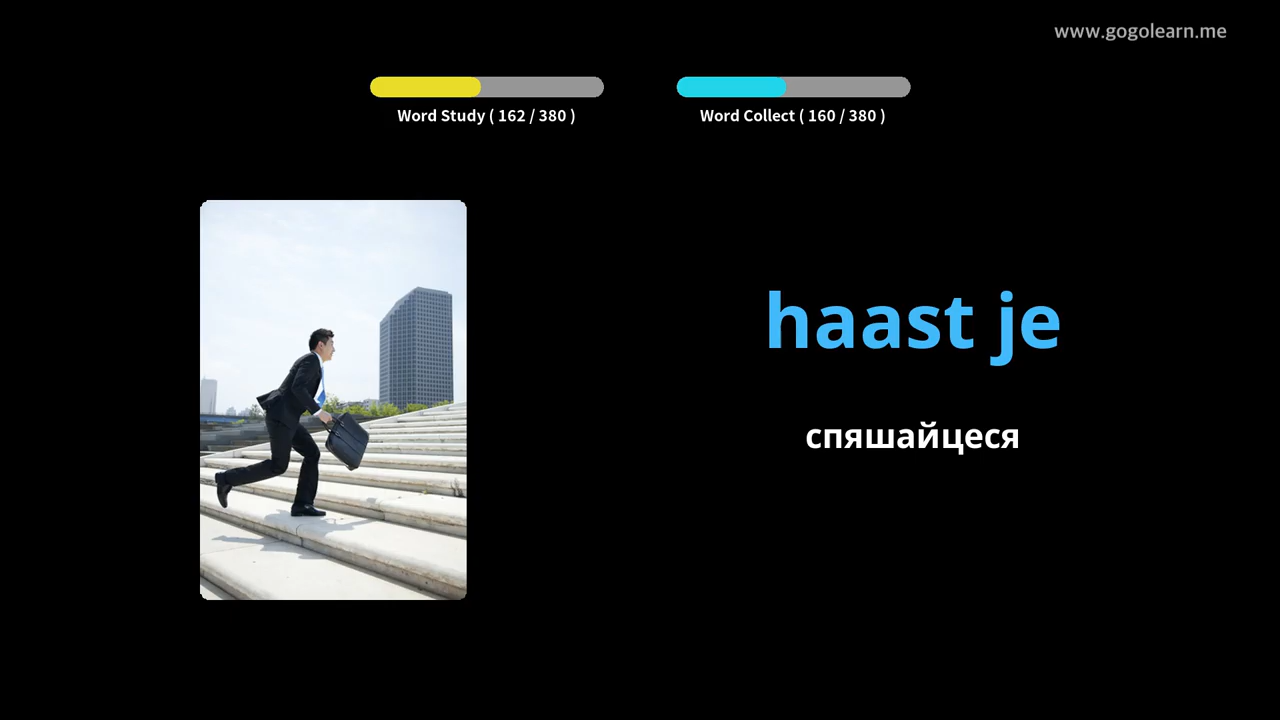 www.gogolearn.me
Word Study ( 162 / 380 )
Word Collect ( 160 / 380 )
haast je
спяшайцеся